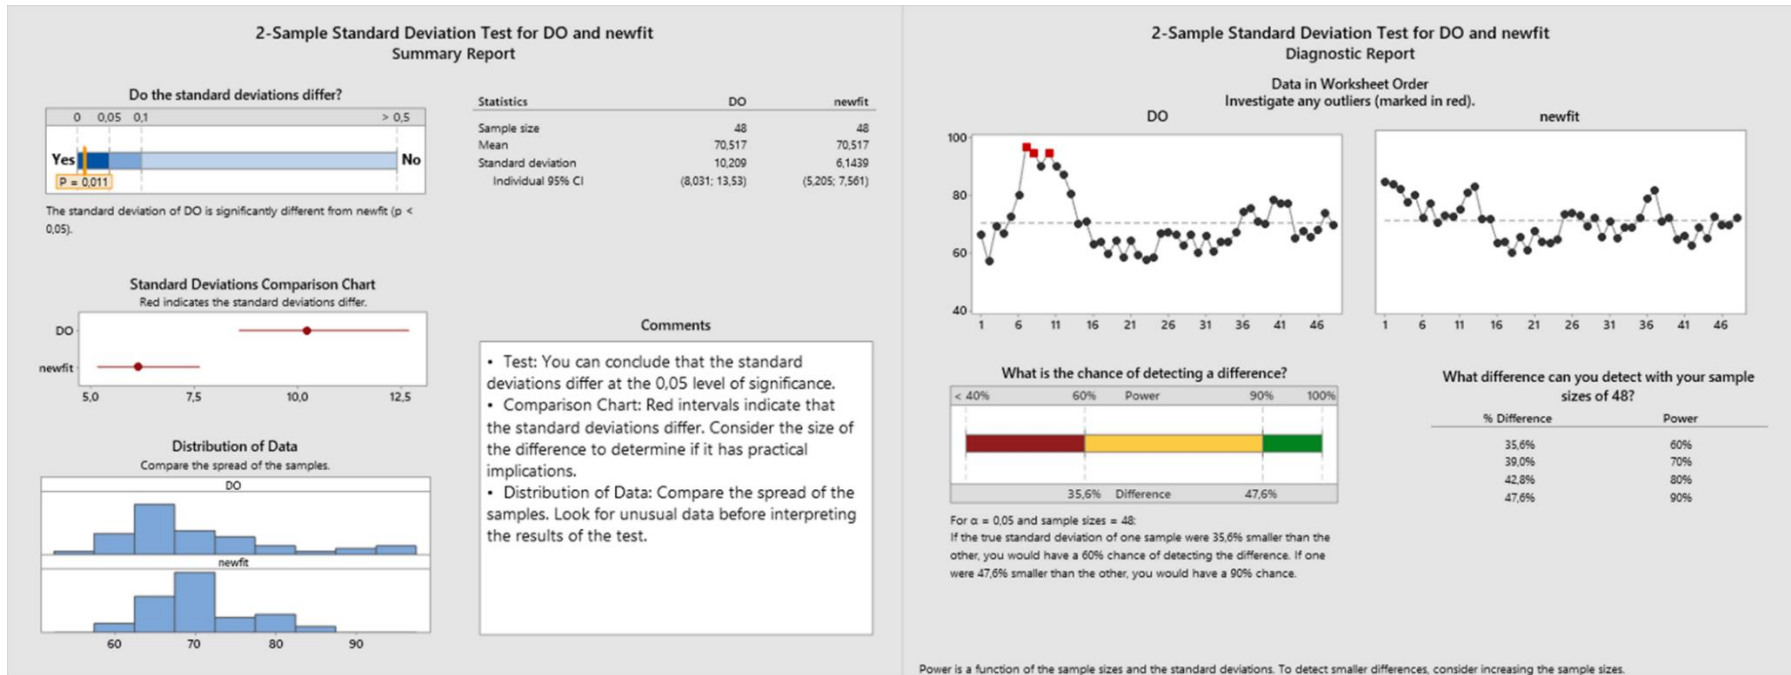 2-Sample Standard Deviation Test for DO and newfit
Summary Report
Do the standard deviations differ?
0 0,05 0,1 > 0,5
Yes No
P = 0,011
The standard deviation of DO is significantly different from newfit (p <
0,05).
Statistics DO newfit
Sample size 48 48
Mean 70,517 70,517
Standard deviation 10,209 6,1439
Individual 95% CI (8,031; 13,53) (5,205; 7,561)
Standard Deviations Comparison Chart
Red indicates the standard deviations differ.
DO
newfit
5,0 7,5 10,0 12,5
Distribution of Data
Compare the spread of the samples.
DO
newfit
60 70 80 90
Comments
• Test: You can conclude that the standard
deviations differ at the 0,05 level of significance.
• Comparison Chart: Red intervals indicate that
the standard deviations differ. Consider the size of
the difference to determine if it has practical
implications.
• Distribution of Data: Compare the spread of the
samples. Look for unusual data before interpreting
the results of the test.
2-Sample Standard Deviation Test for DO and newfit
Diagnostic Report
Data in Worksheet Order
Investigate any outliers (marked in red).
DO newfit
100
80
60
40
1 6 11 16 21 26 31 36 41 46
1 6 11 16 21 26 31 36 41 46
What is the chance of detecting a difference?
< 40% 60% Power 90% 100%
35,6% Difference 47,6%
For α = 0,05 and sample sizes = 48:
If the true standard deviation of one sample were 35,6% smaller than the
other, you would have a 60% chance of detecting the difference. If one
were 47,6% smaller than the other, you would have a 90% chance.
What difference can you detect with your sample
sizes of 48?
% Difference Power
35,6% 60%
39,0% 70%
42,8% 80%
47,6% 90%
Power is a function of the sample sizes and the standard deviations. To detect smaller differences, consider increasing the sample sizes.